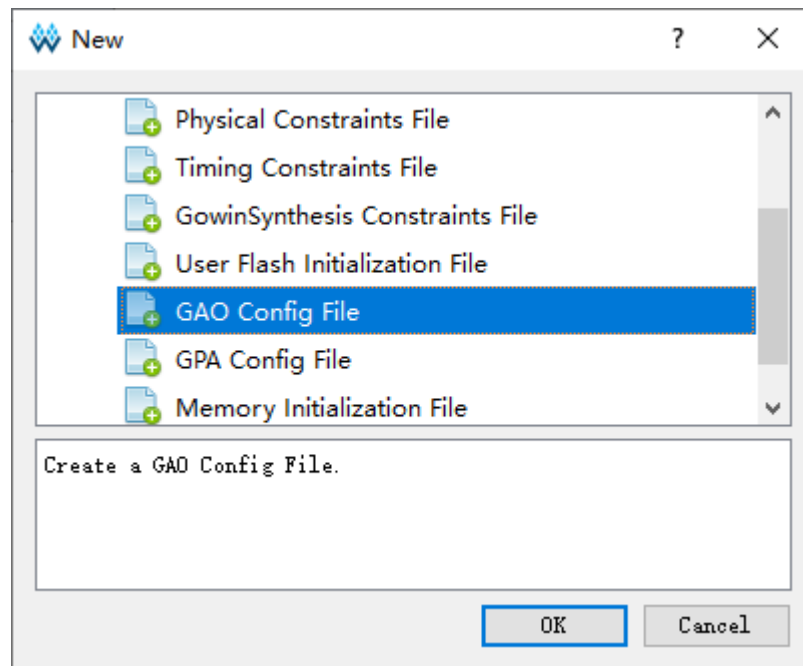 New
?
Physical Constraints File
Timing Constraints File
GowinSynthesis Constraints File
User Flash Initialization File
GAO Config File
GPA Config File
Memory Initialization File
Create a GAO Config File.
OK
Cancel